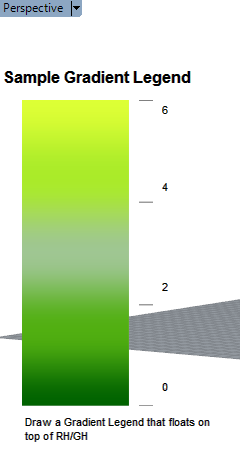 Perspective
Sample Gradient Legend
6
4
2
0
Draw a Gradient Legend that floats on
top of RH/GH